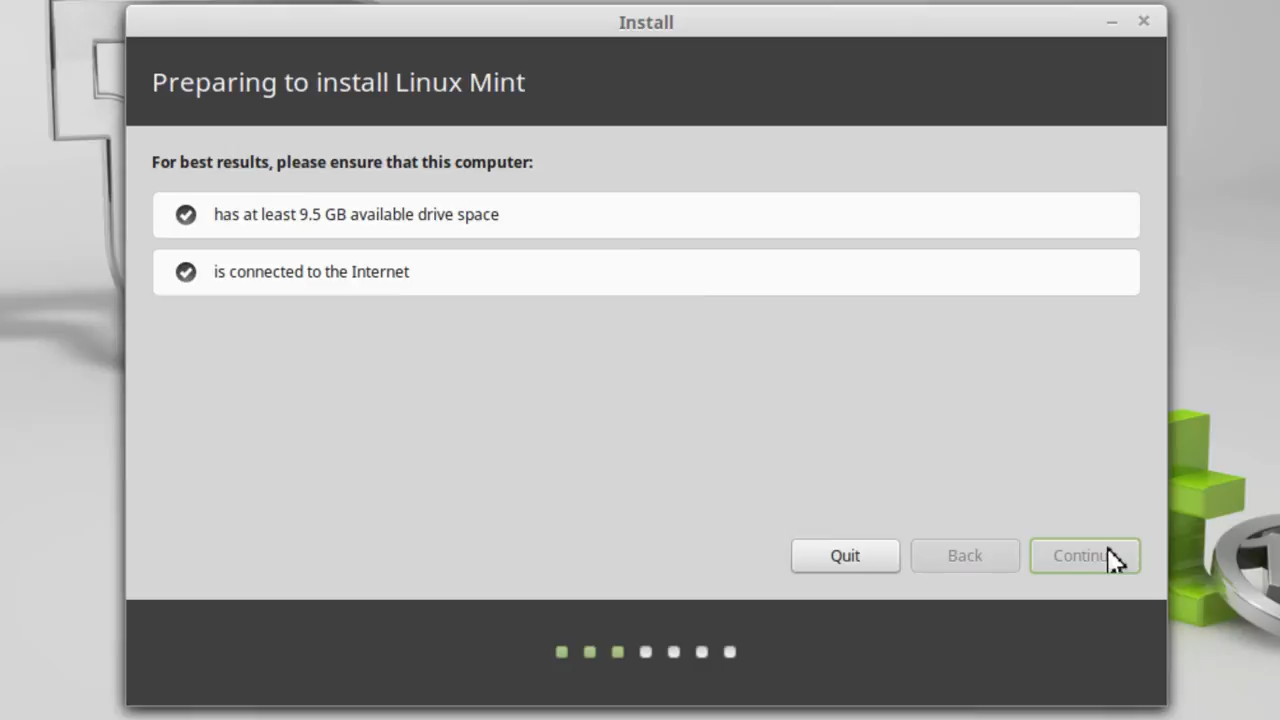 Install
Preparing to install Linux Mint
For best results, please ensure that this computer:
has at least 9.5 GB available drive space
is connected to the Internet
Quit
Back